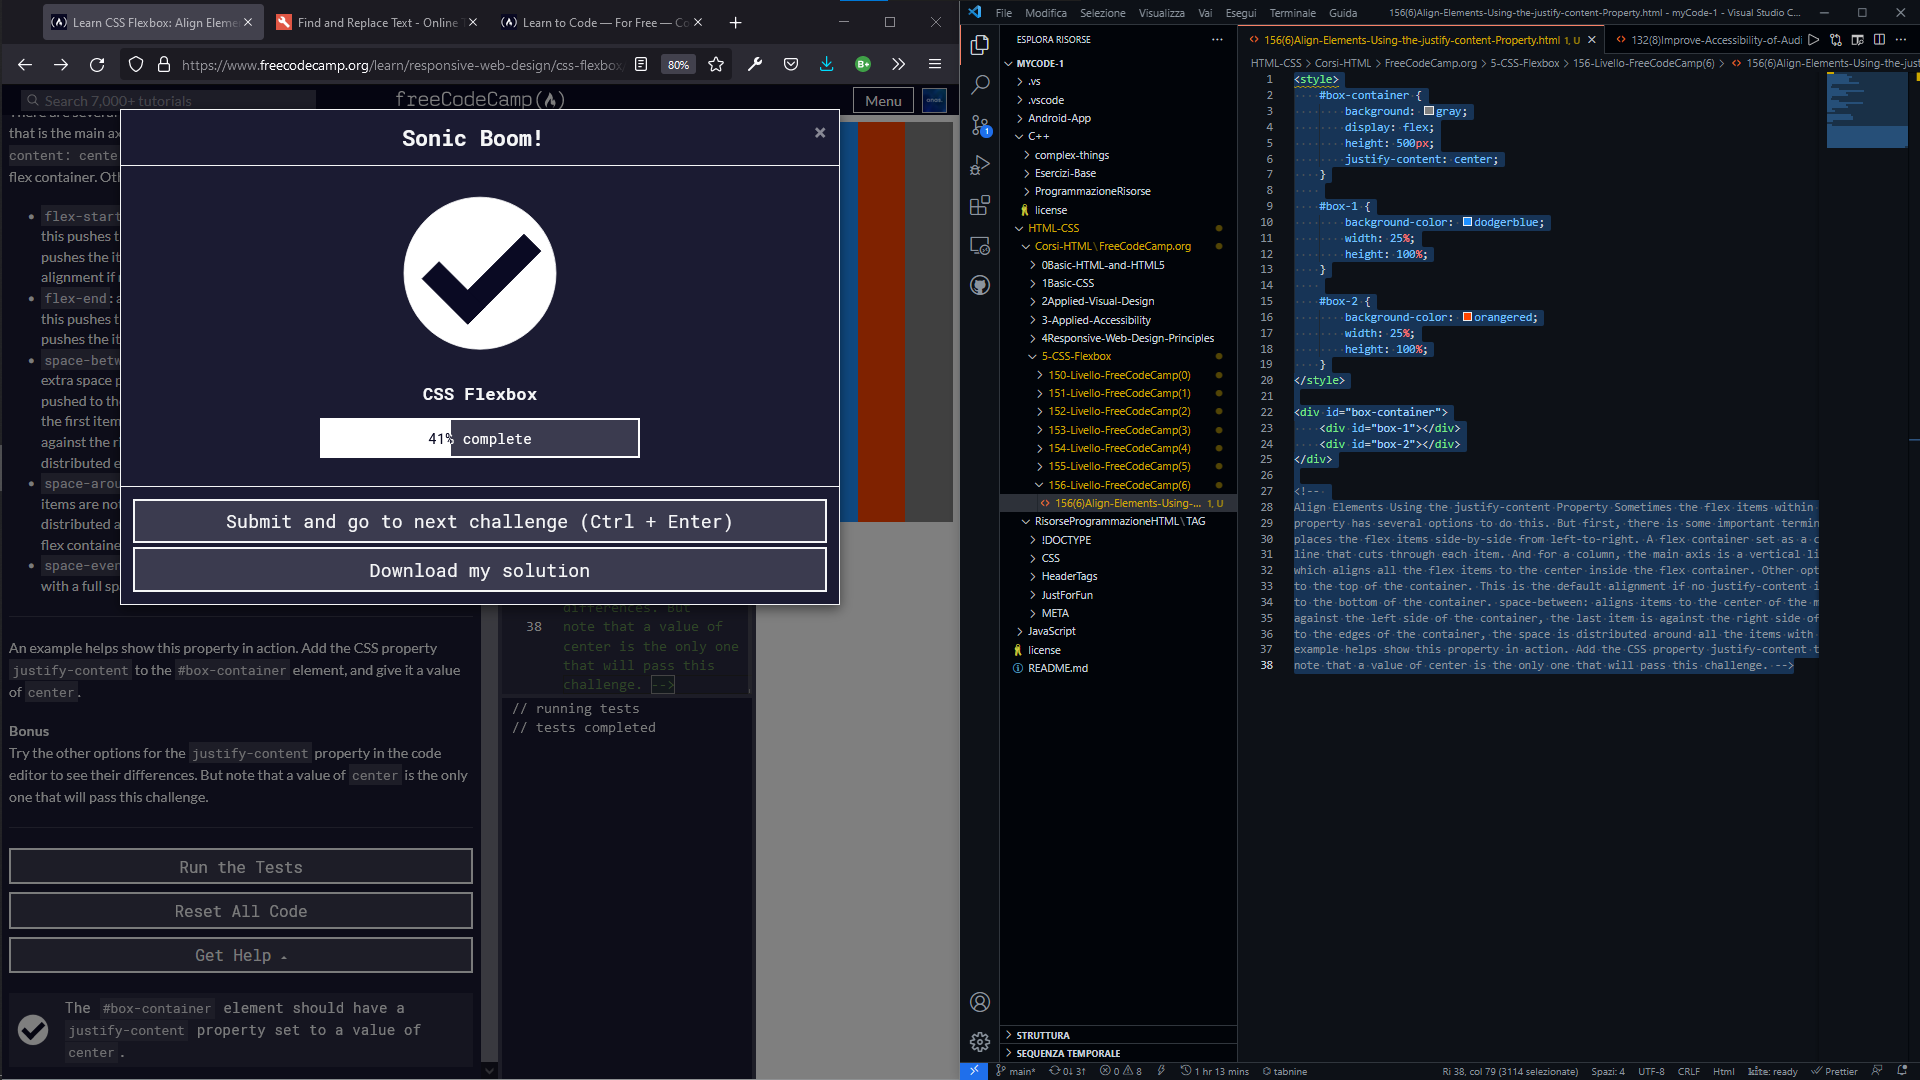 Learn CSS Flexbox: Align Eleme
Find and Replace Text - Online
Learn to Code — For Free — Co
https://www.freecodecamp.org/learn/responsive-web-design/css-flexbox/
80%
Search 7,000+ tutorials
freeCodeCamp
Menu
that is the main ax
content: cente
flex container. Oth
flex-start
this pushes t
pushes the it
alignment if n
flex-end: a
this pushes t
pushes the it
space-betw
extra space p
pushed to the
the first item
against the ri
distributed e
space-arou
items are not
distributed a
flex containe
space-even
with a full sp
Sonic Boom!
CSS Flexbox
41% complete
Submit and go to next challenge (Ctrl + Enter)
Download my solution
differences. But
38 note that a value of
center is the only one
that will pass this
challenge. -->
// running tests
// tests completed
An example helps show this property in action. Add the CSS property
justify-content to the #box-container element, and give it a value
of center.
Bonus
Try the other options for the justify-content property in the code
editor to see their differences. But note that a value of center is the only
one that will pass this challenge.
Run the Tests
Reset All Code
Get Help
The #box-container element should have a
justify-content property set to a value of
center.
File Modifica Selezione Visualizza Vai Esegui Terminale Guida
156(6)Align-Elements-Using-the-justify-content-Property.html - myCode-1 - Visual Studio C...
ESPLORA RISORSE
MYCODE-1
.vs
.vscode
Android-App
C++
complex-things
Esercizi-Base
ProgrammazioneRisorse
license
HTML-CSS
Corsi-HTML\FreeCodeCamp.org
0Basic-HTML-and-HTML5
1Basic-CSS
2Applied-Visual-Design
3-Applied-Accessibility
4Responsive-Web-Design-Principles
5-CSS-Flexbox
150-Livello-FreeCodeCamp(0)
151-Livello-FreeCodeCamp(1)
152-Livello-FreeCodeCamp(2)
153-Livello-FreeCodeCamp(3)
154-Livello-FreeCodeCamp(4)
155-Livello-FreeCodeCamp(5)
156-Livello-FreeCodeCamp(6)
156(6)Align-Elements-Using-... 1, U
RisorseProgrammazioneHTML\TAG
!DOCTYPE
CSS
HeaderTags
JustForFun
META
JavaScript
license
README.md
STRUTTURA
SEQUENZA TEMPORALE
156(6)Align-Elements-Using-the-justify-content-Property.html 1, U
132(8)Improve-Accessibility-of-Audi
HTML-CSS > Corsi-HTML > FreeCodeCamp.org > 5-CSS-Flexbox > 156-Livello-FreeCodeCamp(6) > 156(6)Align-Elements-Using-the-just
1 <style>
2 #box-container {
3 background: gray;
4 display: flex;
5 height: 500px;
6 justify-content: center;
7 }
8
9 #box-1 {
10 background-color: dodgerblue;
11 width: 25%;
12 height: 100%;
13 }
14
15 #box-2 {
16 background-color: orangered;
17 width: 25%;
18 height: 100%;
19 }
20 </style>
21
22 <div id="box-container">
23 <div id="box-1"></div>
24 <div id="box-2"></div>
25 </div>
26
27 <!--
28 Align Elements Using the justify-content Property Sometimes the flex items within
29 property has several options to do this. But first, there is some important termin
30 places the flex items side-by-side from left-to-right. A flex container set as a c
31 line that cuts through each item. And for a column, the main axis is a vertical li
32 which aligns all the flex items to the center inside the flex container. Other opt
33 to the top of the container. This is the default alignment if no justify-content i
34 to the bottom of the container. space-between: aligns items to the center of the m
35 against the left side of the container, the last item is against the right side of
36 to the edges of the container, the space is distributed around all the items with
37 example helps show this property in action. Add the CSS property justify-content t
38 note that a value of center is the only one that will pass this challenge. -->
main* 0↓ 3↑ 0 8 1 hr 13 mins tabnine
Ri 38, col 79 (3114 selezionate) Spazi: 4 UTF-8 CRLF Html kite: ready Prettier